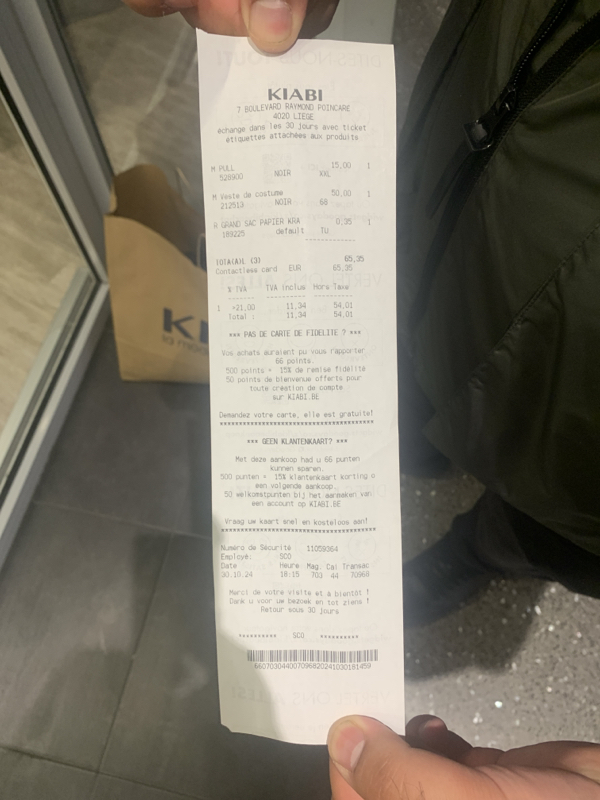 KIABI
7 BOULEVARD RAYMOND POINCARE
4020 LIEGE
echange dans les 30 jours avec ticket
étiquettes attachées aux produits
M PULL 15,00 1
528900 NOIR XXL
M Veste de costume 50,00 1
212513 NOIR 68
R GRAND SAC PAPIER KRA 0,35 1
189225 default TU
TOTA(A)L (3) 65,35
Contactless card EUR 65,35
% TVA TVA inclus Hors Taxe
1 =21,00 11,34 54,01
Total : 11,34 54,01
*** PAS DE CARTE DE FIDELITE ? ***
Vos achats auraient pu vous rapporter
66 points.
500 points = 15% de remise fidélité
50 points de bienvenue offerts pour
toute création de compte
sur KIABI.BE
Demandez votre carte, elle est gratuite!
*** GEEN KLANTENKAART? ***
Met deze aankoop had u 66 punten
kunnen sparen.
500 punten = 15% klantenkaart korting o
een volgende aankoop.
50 welkomstpunten bij het aanmaken van
een account op KIABI.BE
Vraag uw kaart snel en kosteloos aan!
Numéro de Sécurité 11059364
Employé: SCO
Date Heure Mag. Cai Transac
30.10.24 18:15 703 44 70968
Merci de votre visite et à bientôt !
Dank u voor uw bezoek en tot ziens !
Retour sous 30 jours
********** SCO **********
66070304400709682024103018​1459
KI